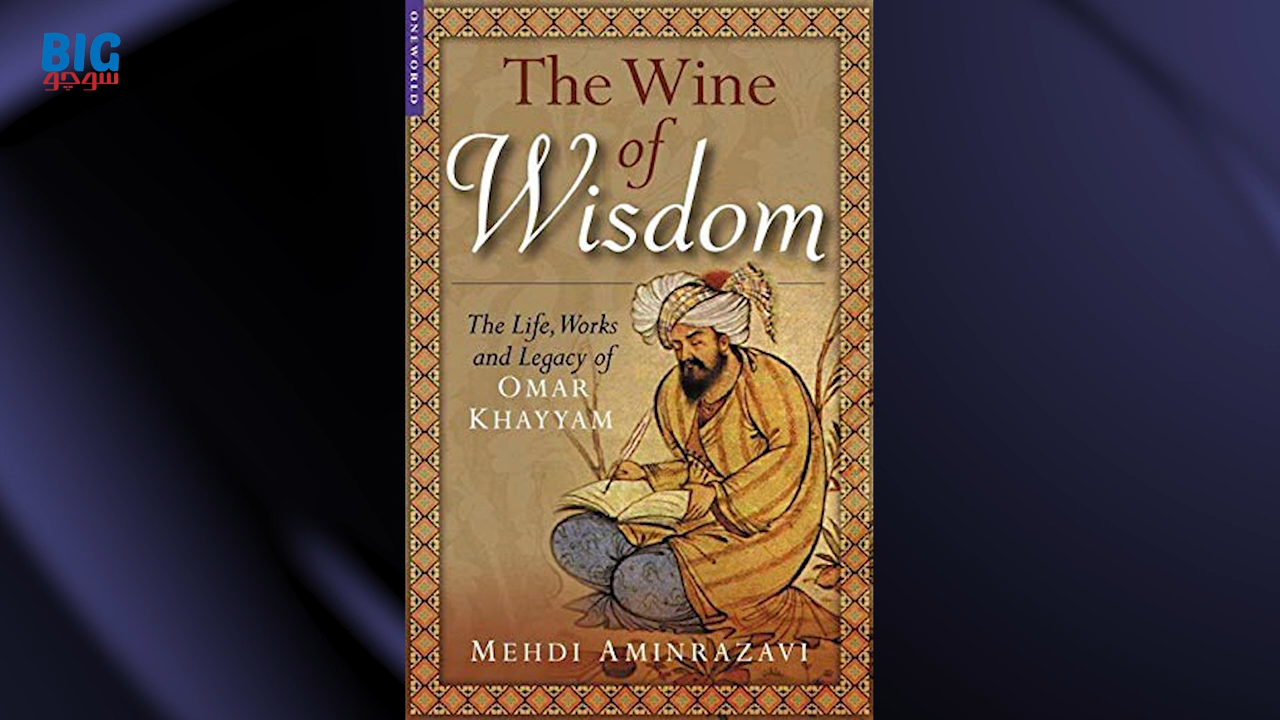 BIG
سوچو
ONEWORLD
The Wine
of
Wisdom
The Life, Works
and Legacy of
OMAR
KHAYYAM
MEHDI AMINRAZAVI